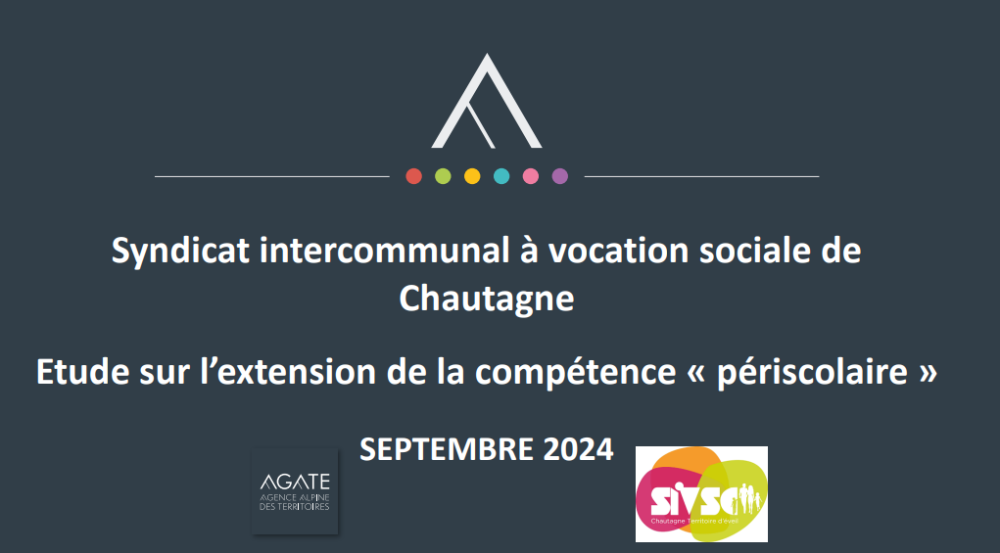 Syndicat intercommunal à vocation sociale de
Chautagne
Etude sur l’extension de la compétence « périscolaire »
SEPTEMBRE 2024
AGATE
AGENCE ALPINE
DES TERRITOIRES
SIVSC
Chautagne Territoire d'éveil